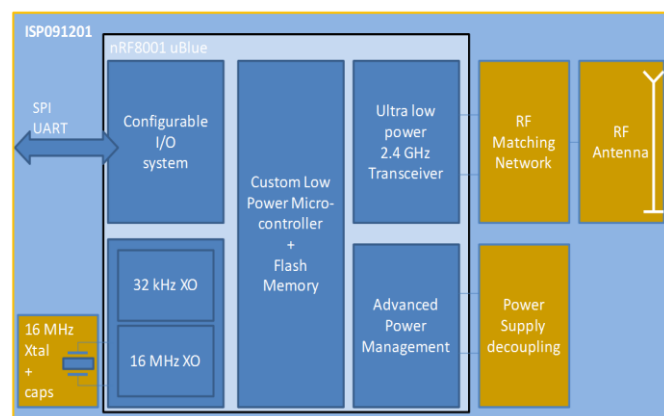 ISP091201
nRF8001 uBlue
SPI
UART
Configurable
I/O
system
Custom Low
Power Micro-
controller
+
Flash
Memory
Ultra low
power
2.4 GHz
Transceiver
RF
Matching
Network
RF
Antenna
32 kHz XO
16 MHz XO
Advanced
Power
Management
Power
Supply
decoupling
16 MHz
Xtal
+
caps